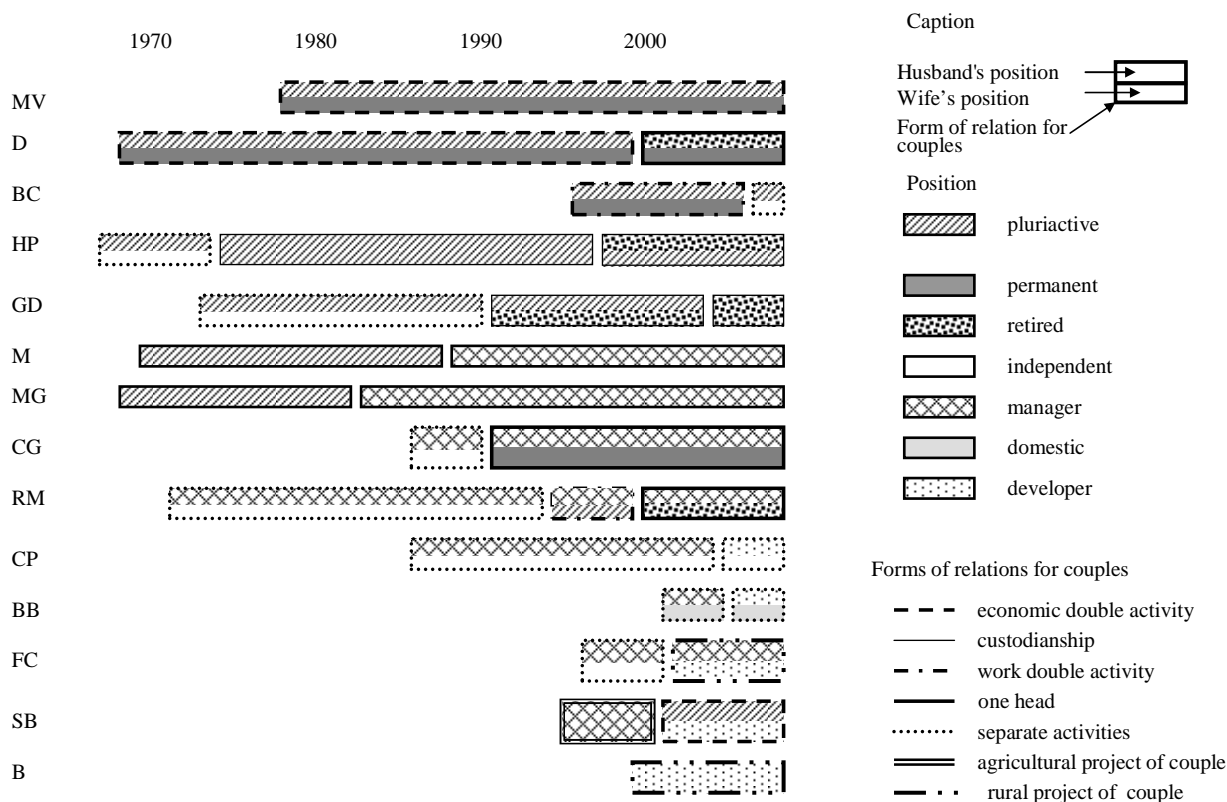 1970 1980 1990 2000
MV
D
BC
HP
GD
M
MG
CG
RM
CP
BB
FC
SB
B
Caption
Husband's position
Wife’s position
Form of relation for
couples
Position
pluriactive
permanent
retired
independent
manager
domestic
developer
Forms of relations for couples
economic double activity
custodianship
work double activity
one head
separate activities
agricultural project of couple
rural project of couple